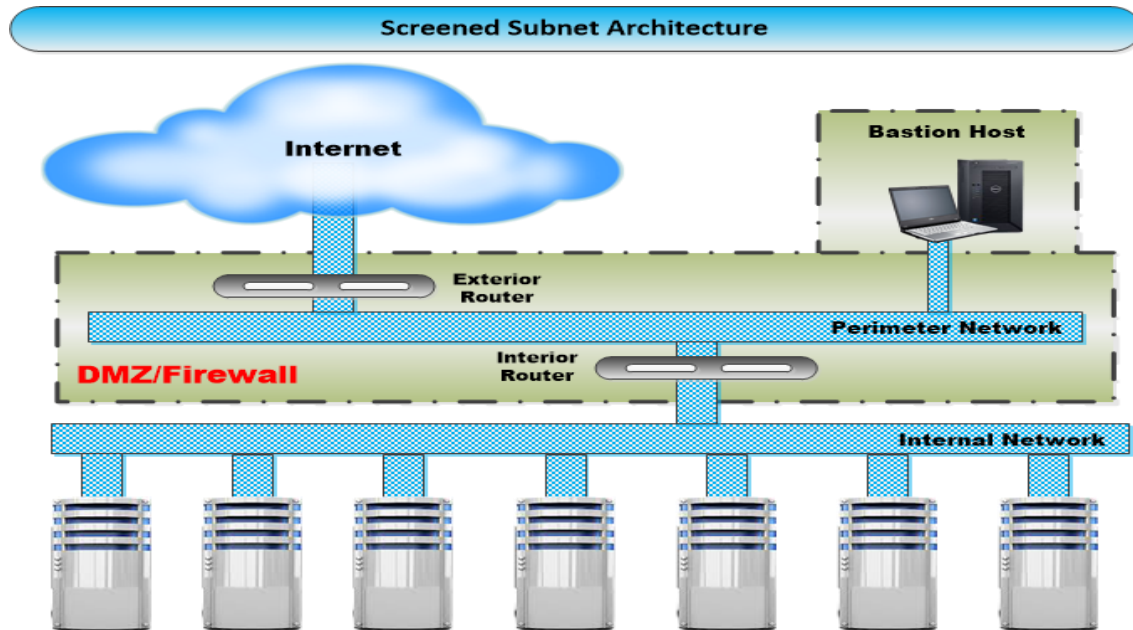 Screened Subnet Architecture
Internet
Bastion Host
Exterior
Router
Perimeter Network
Interior
Router
DMZ/Firewall
Internal Network